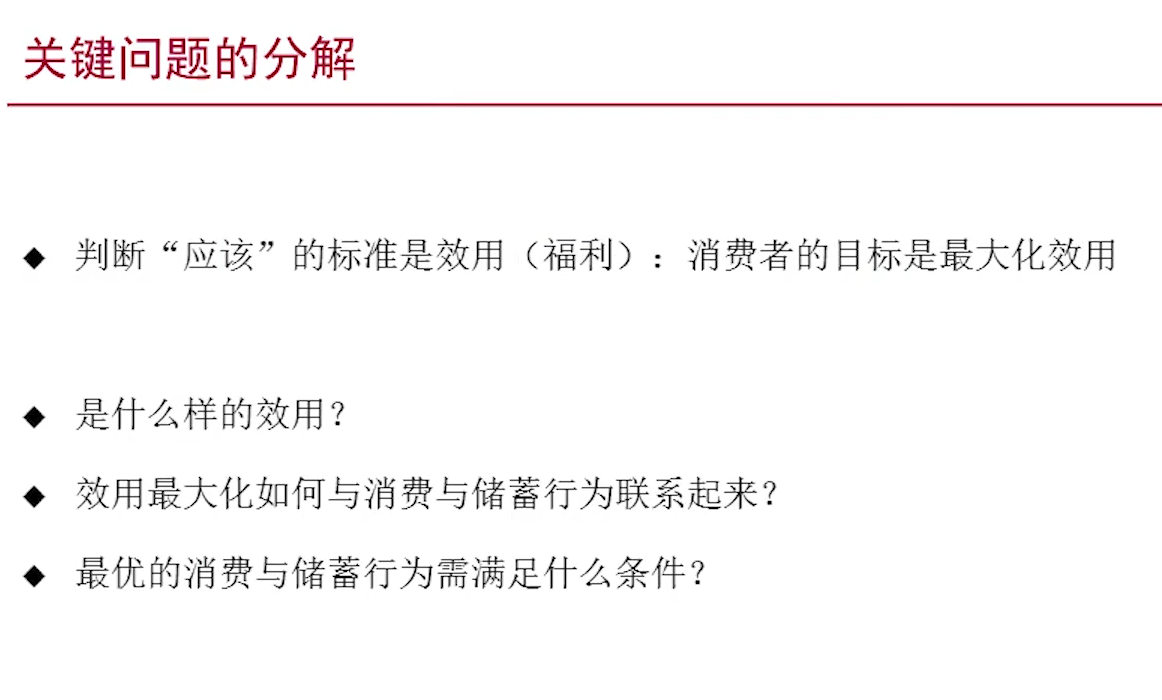 关键问题的分解
◆ 判断“应该”的标准是效用（福利）：消费者的目标是最大化效用
◆ 是什么样的效用？
◆ 效用最大化如何与消费与储蓄行为联系起来？
◆ 最优的消费与储蓄行为需满足什么条件？